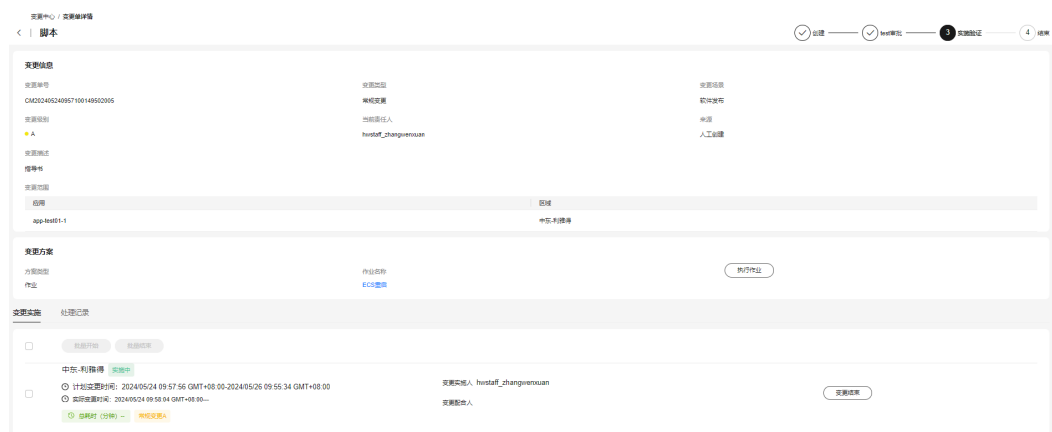 变更中心 / 变更单详情
脚本
创建
test审批
3 实施验证
4 结束
变更信息
变更单号 变更类型 变更场景
CM202405240957100149502005 常规变更 软件发布
变更级别 当前责任人 来源
A hwstaff_zhangwenxuan 人工创建
变更描述
指导书
变更范围
应用 区域
app-test01-1 中东-利雅得
变更方案
方案类型 作业名称 执行作业
作业 ECS重启
变更实施 处理记录
批量开始 批量结束
中东-利雅得 实施中
计划变更时间：2024/05/24 09:57:56 GMT+08:00-2024/05/26 09:55:34 GMT+08:00 变更实施人 hwstaff_zhangwenxuan 变更结束
实际变更时间：2024/05/24 09:58:04 GMT+08:00— 变更配合人
总耗时（分钟）-- 常规变更A